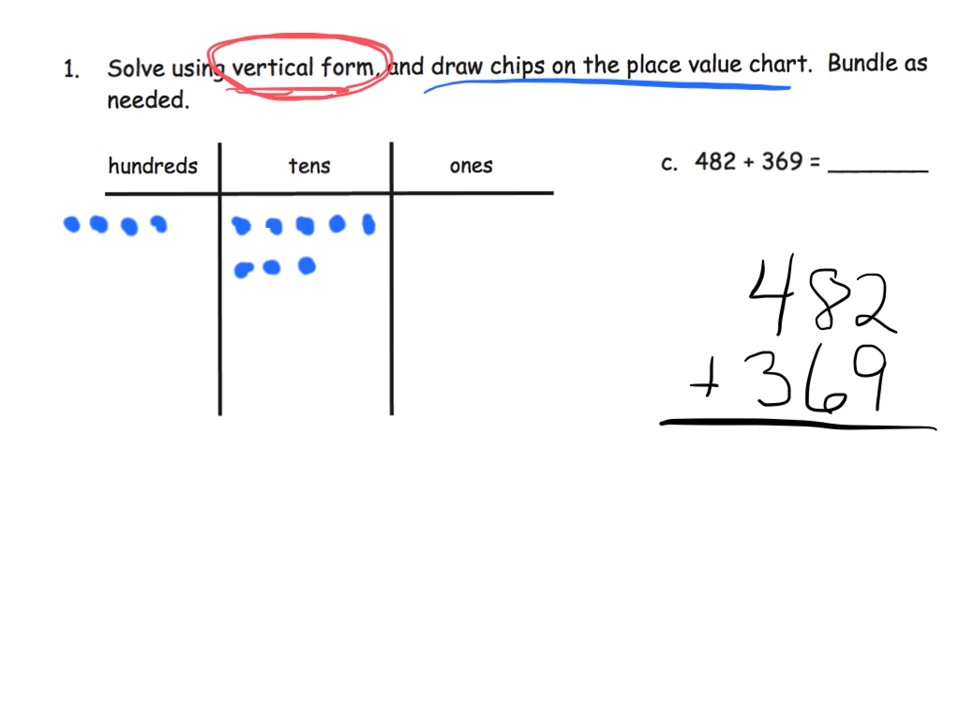 1. Solve using vertical form, and draw chips on the place value chart. Bundle as
needed.
hundreds tens ones
c. 482 + 369 = ________
482
+ 369